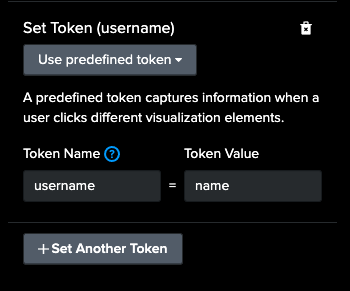 Set Token (username)
Use predefined token
A predefined token captures information when a
user clicks different visualization elements.
Token Name ? Token Value
username = name
+ Set Another Token